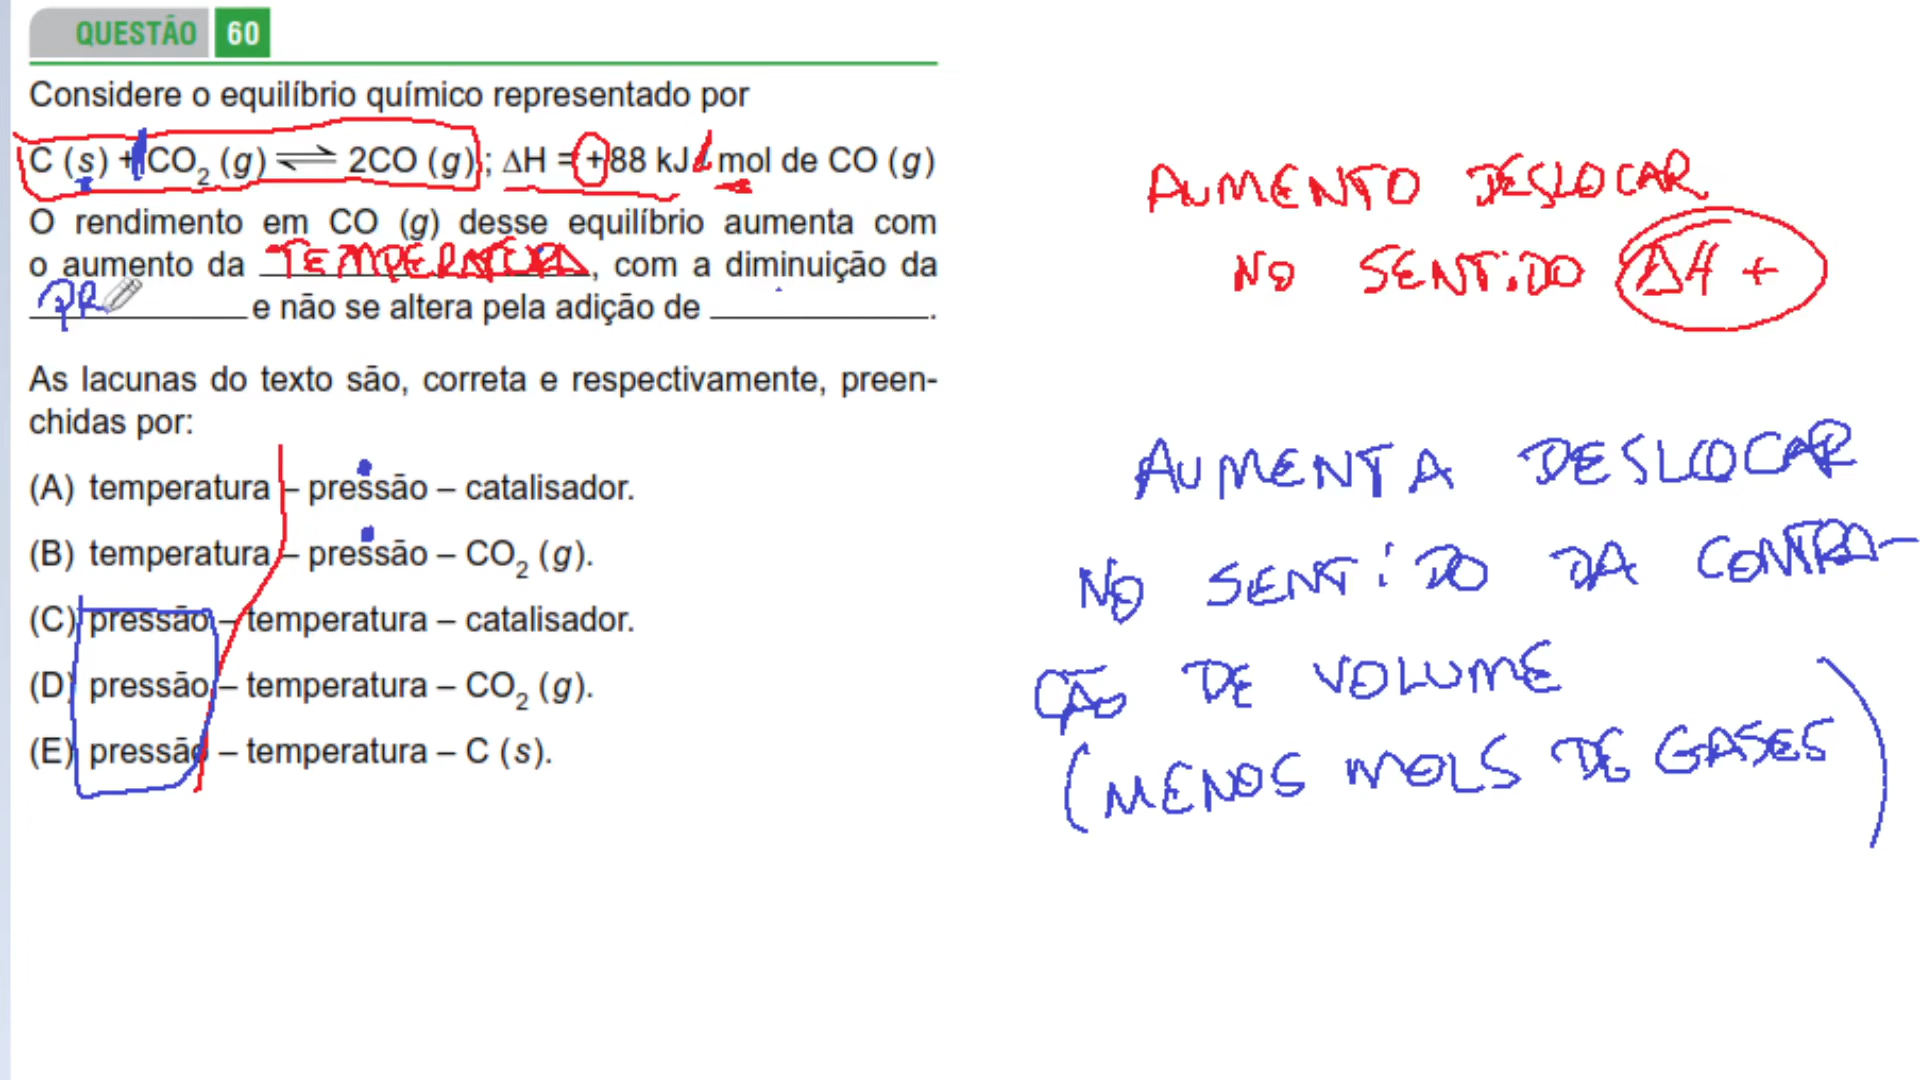 QUESTÃO 60
Considere o equilíbrio químico representado por
C (s) + CO₂ (g) ⇌ 2CO (g) ; ΔH = +88 kJ/mol de CO (g)
O rendimento em CO (g) desse equilíbrio aumenta com
o aumento da TEMPERATURA, com a diminuição da
PR e não se altera pela adição de ____________.
As lacunas do texto são, correta e respectivamente, preen-
chidas por:
(A) temperatura – pressão – catalisador.
(B) temperatura – pressão – CO₂ (g).
(C) pressão – temperatura – catalisador.
(D) pressão – temperatura – CO₂ (g).
(E) pressão – temperatura – C (s).
AUMENTO DESLOCAR
NO SENTIDO ΔH +
AUMENTA DESLOCAR
NO SENTIDO DA CONTRA-
ÇÃO DE VOLUME
(MENOS MOLS DE GASES)